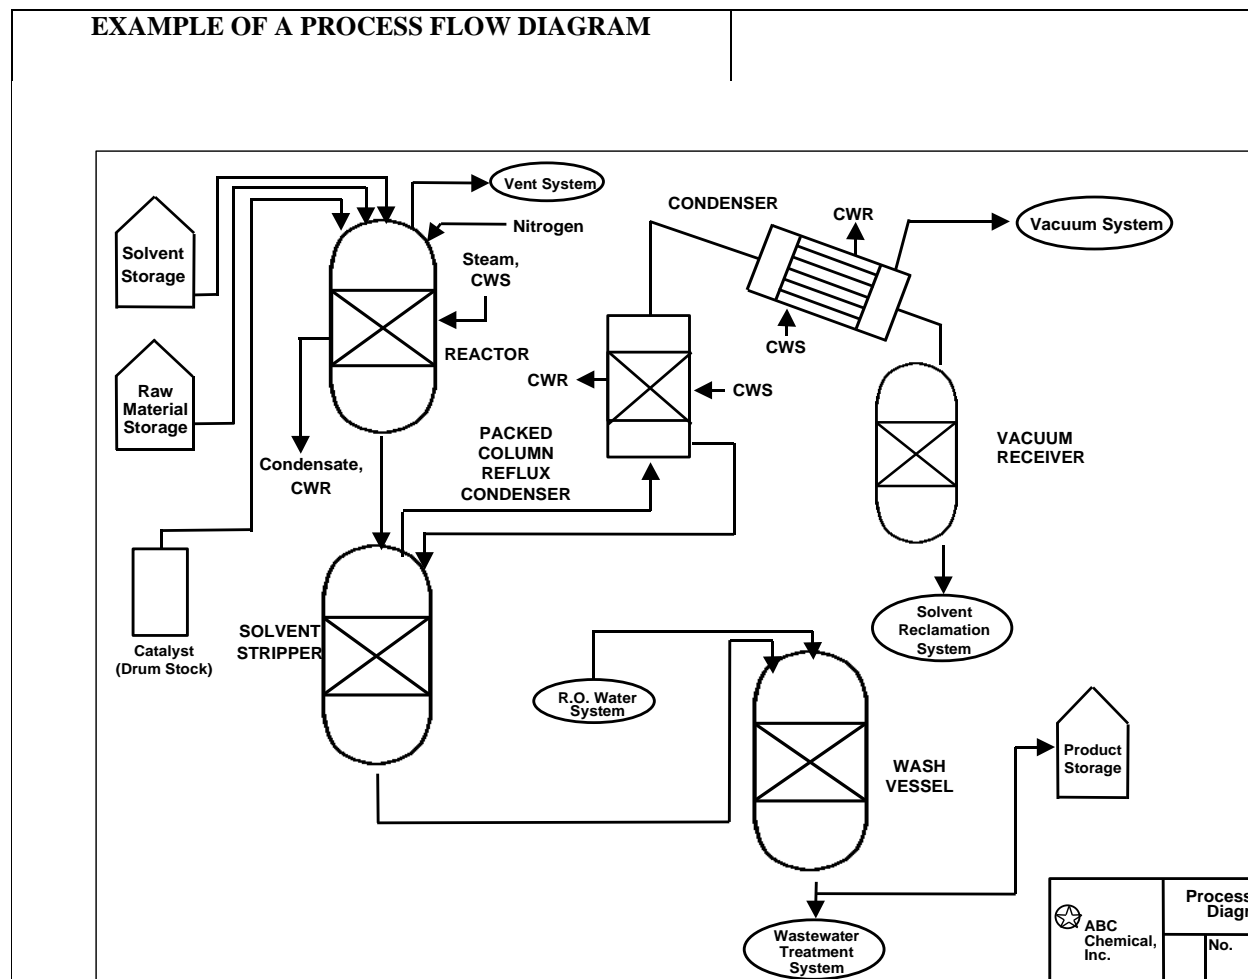 EXAMPLE OF A PROCESS FLOW DIAGRAM
Vent System
Nitrogen
Steam,
CWS
Solvent
Storage
REACTOR
Raw
Material
Storage
Condensate,
CWR
Catalyst
(Drum Stock)
CONDENSER
CWR
Vacuum System
CWS
CWR
CWS
PACKED
COLUMN
REFLUX
CONDENSER
VACUUM
RECEIVER
Solvent
Reclamation
System
SOLVENT
STRIPPER
R.O. Water
System
WASH
VESSEL
Product
Storage
Wastewater
Treatment
System
ABC
Chemical,
Inc.
Process
Diagr
No.